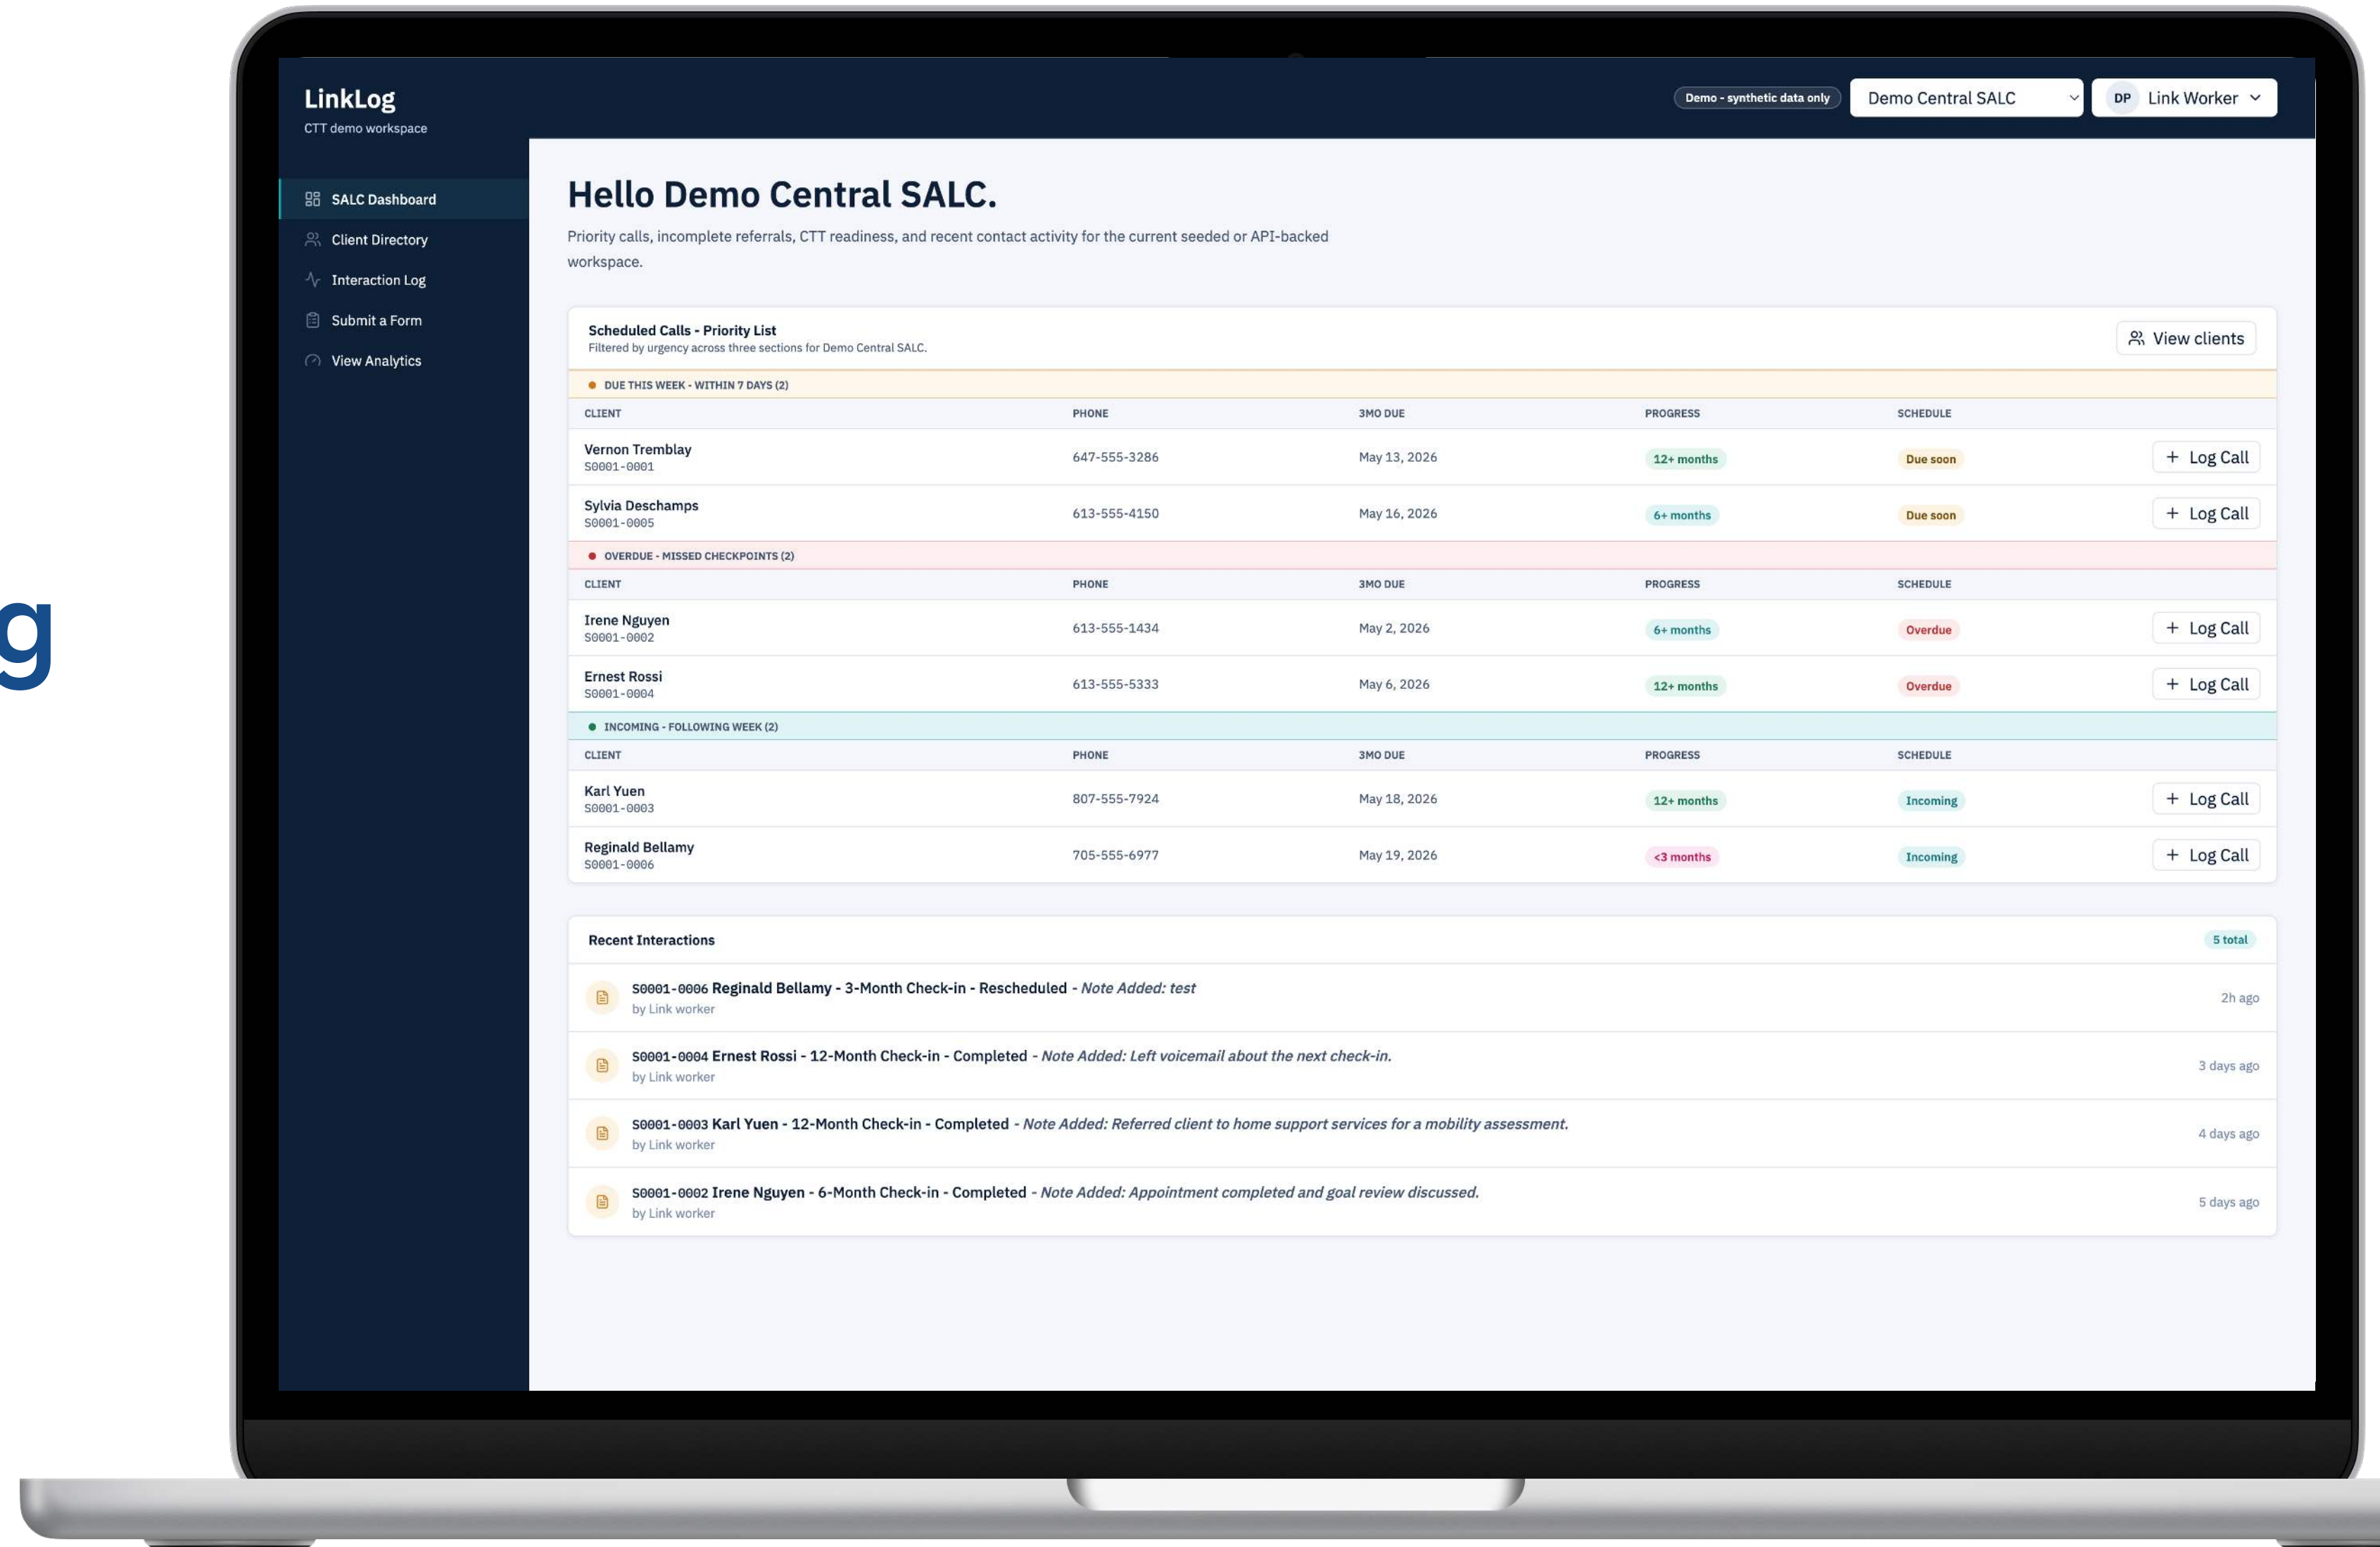 g
LinkLog
CTT demo workspace
Demo - synthetic data only
Demo Central SALC
DP Link Worker
SALC Dashboard
Client Directory
Interaction Log
Submit a Form
View Analytics
Hello Demo Central SALC.
Priority calls, incomplete referrals, CTT readiness, and recent contact activity for the current seeded or API-backed
workspace.
Scheduled Calls - Priority List
Filtered by urgency across three sections for Demo Central SALC.
View clients
DUE THIS WEEK - WITHIN 7 DAYS (2)
CLIENT PHONE 3MO DUE PROGRESS SCHEDULE
Vernon Tremblay 647-555-3286 May 13, 2026 12+ months Due soon + Log Call
S0001-0001
Sylvia Deschamps 613-555-4150 May 16, 2026 6+ months Due soon + Log Call
S0001-0005
OVERDUE - MISSED CHECKPOINTS (2)
CLIENT PHONE 3MO DUE PROGRESS SCHEDULE
Irene Nguyen 613-555-1434 May 2, 2026 6+ months Overdue + Log Call
S0001-0002
Ernest Rossi 613-555-5333 May 6, 2026 12+ months Overdue + Log Call
S0001-0004
INCOMING - FOLLOWING WEEK (2)
CLIENT PHONE 3MO DUE PROGRESS SCHEDULE
Karl Yuen 807-555-7924 May 18, 2026 12+ months Incoming + Log Call
S0001-0003
Reginald Bellamy 705-555-6977 May 19, 2026 <3 months Incoming + Log Call
S0001-0006
Recent Interactions 5 total
S0001-0006 Reginald Bellamy - 3-Month Check-in - Rescheduled - Note Added: test
by Link worker
2h ago
S0001-0004 Ernest Rossi - 12-Month Check-in - Completed - Note Added: Left voicemail about the next check-in.
by Link worker
3 days ago
S0001-0003 Karl Yuen - 12-Month Check-in - Completed - Note Added: Referred client to home support services for a mobility assessment.
by Link worker
4 days ago
S0001-0002 Irene Nguyen - 6-Month Check-in - Completed - Note Added: Appointment completed and goal review discussed.
by Link worker
5 days ago